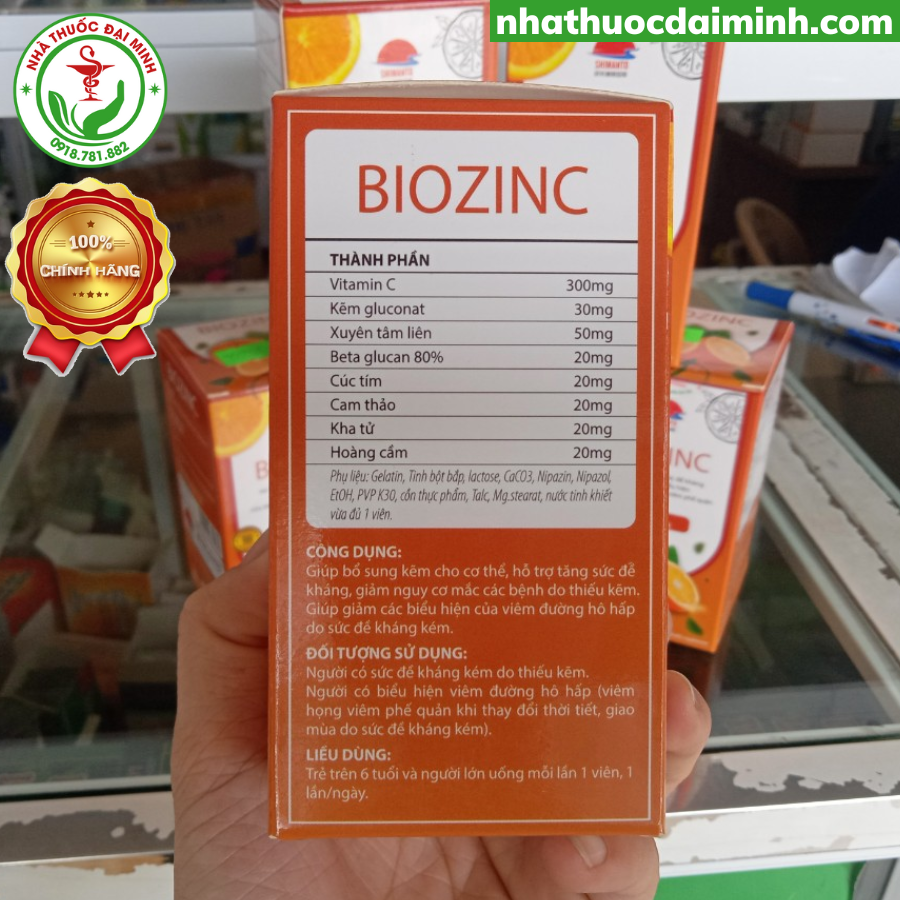 nhathuocdaiminh.com
NHÀ THUỐC ĐẠI MINH
0918.781.882
100%
CHÍNH HÃNG
SHIMANTO
BIOZINC
THÀNH PHẦN
Vitamin C 300mg
Kẽm gluconat 30mg
Xuyên tâm liên 50mg
Beta glucan 80% 20mg
Cúc tím 20mg
Cam thảo 20mg
Kha tử 20mg
Hoàng cầm 20mg
Phụ liệu: Gelatin, Tinh bột bắp, lactose, CaCO3, Nipazin, Nipazol,
EtOH, PVP K30, cồn thực phẩm, Talc, Mg.stearat, nước tinh khiết
vừa đủ 1 viên.
CÔNG DỤNG:
Giúp bổ sung kẽm cho cơ thể, hỗ trợ tăng sức đề
kháng, giảm nguy cơ mắc các bệnh do thiếu kẽm.
Giúp giảm các biểu hiện của viêm đường hô hấp
do sức đề kháng kém.
ĐỐI TƯỢNG SỬ DỤNG:
Người có sức đề kháng kém do thiếu kẽm.
Người có biểu hiện viêm đường hô hấp (viêm
họng viêm phế quản khi thay đổi thời tiết, giao
mùa do sức đề kháng kém).
LIỀU DÙNG:
Trẻ trên 6 tuổi và người lớn uống mỗi lần 1 viên, 1
lần/ngày.
BIOZINC